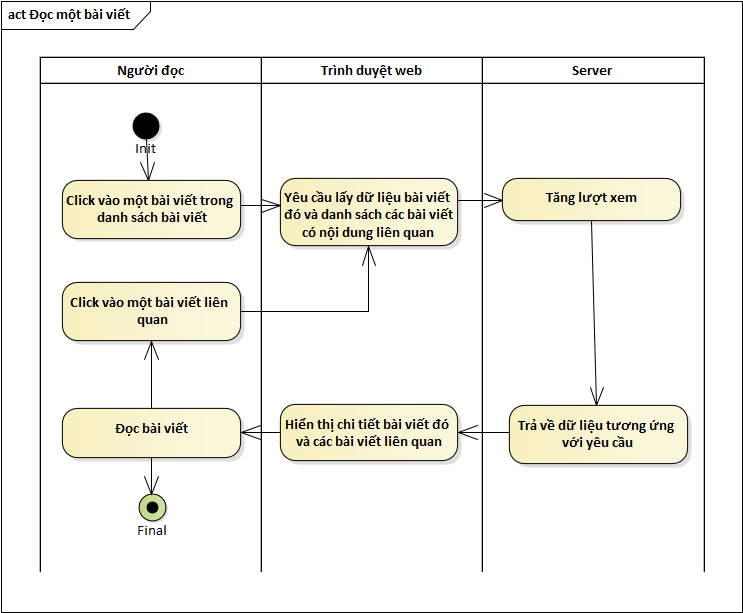 act Đọc một bài viết
Người đọc
Trình duyệt web
Server
Init
Click vào một bài viết trong
danh sách bài viết
Yêu cầu lấy dữ liệu bài viết
đó và danh sách các bài viết
có nội dung liên quan
Tăng lượt xem
Click vào một bài viết liên
quan
Đọc bài viết
Hiển thị chi tiết bài viết đó
và các bài viết liên quan
Trả về dữ liệu tương ứng
với yêu cầu
Final